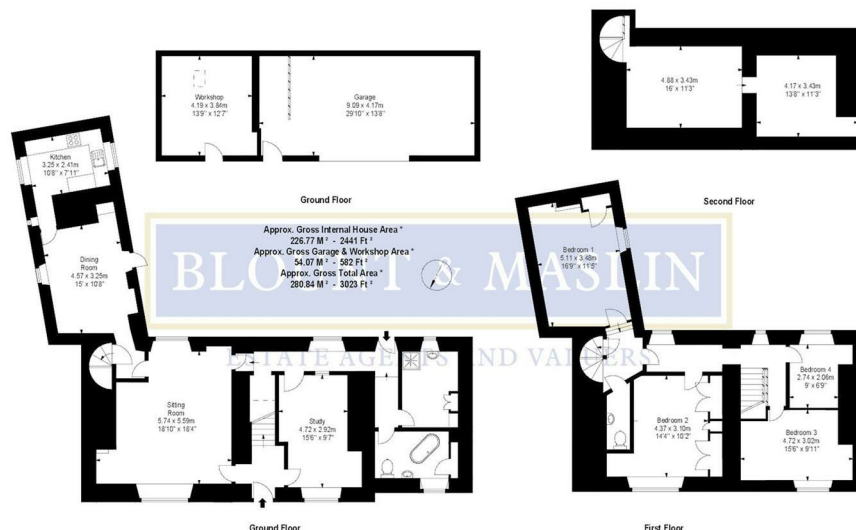 Workshop
4.19 x 3.84m
13'9" x 12'7"
Garage
9.09 x 4.17m
29'10" x 13'8"
Ground Floor
4.88 x 3.43m
16' x 11'3"
4.17 x 3.43m
13'8" x 11'3"
Second Floor
Kitchen
3.25 x 2.41m
10'8" x 7'11"
Dining
Room
4.57 x 3.25m
15' x 10'8"
Approx. Gross Internal House Area *
226.77 M² - 2441 Ft²
Approx. Gross Garage & Workshop Area *
54.07 M² - 582 Ft²
Approx. Gross Total Area *
280.84 M² - 3023 Ft²
BLOUNT & MASLIN
ESTATE AGENTS AND VALUERS
Bedroom 1
5.11 x 3.48m
16'9" x 11'5"
Sitting
Room
5.74 x 5.59m
18'10" x 18'4"
Study
4.72 x 2.92m
15'6" x 9'7"
Ground Floor
Bedroom 2
4.37 x 3.10m
14'4" x 10'2"
Bedroom 4
2.74 x 2.06m
9' x 6'9"
Bedroom 3
4.72 x 3.02m
15'6" x 9'11"
First Floor